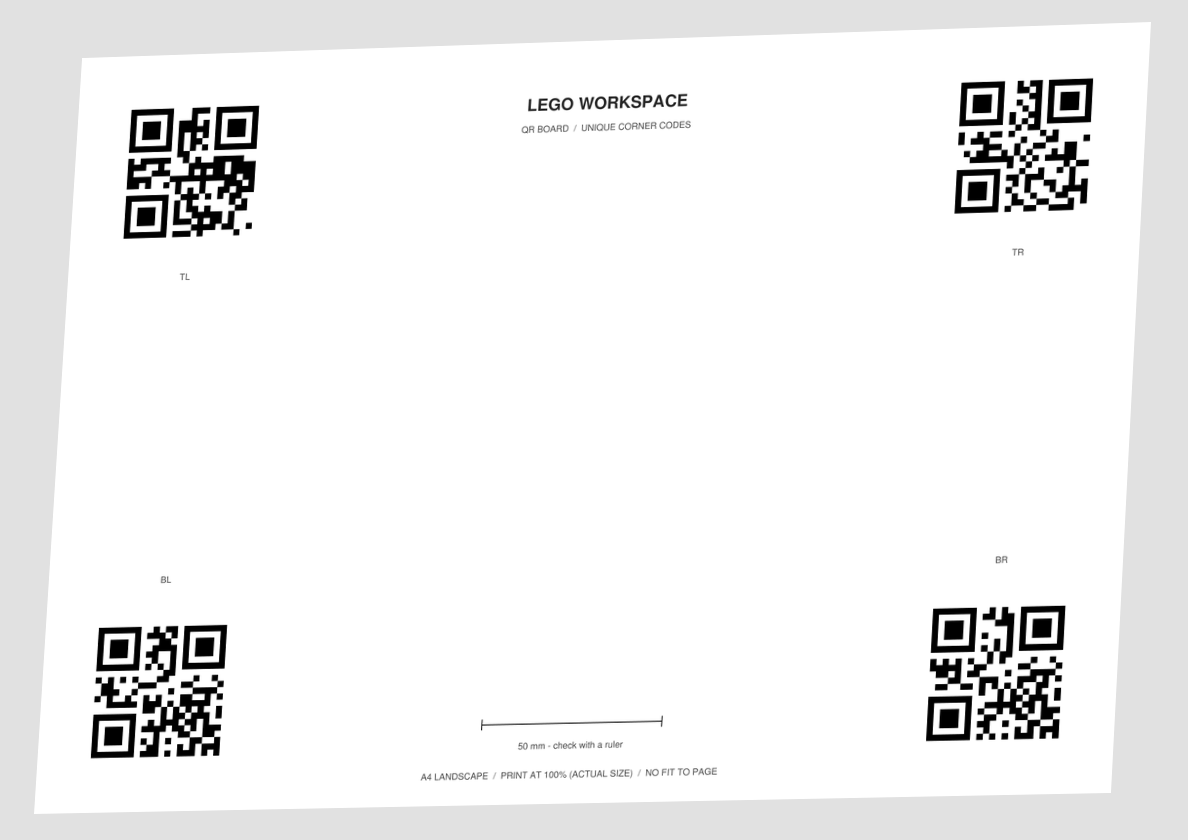 LEGO WORKSPACE
QR BOARD / UNIQUE CORNER CODES
TL
TR
BL
BR
50 mm - check with a ruler
A4 LANDSCAPE / PRINT AT 100% (ACTUAL SIZE) / NO FIT TO PAGE